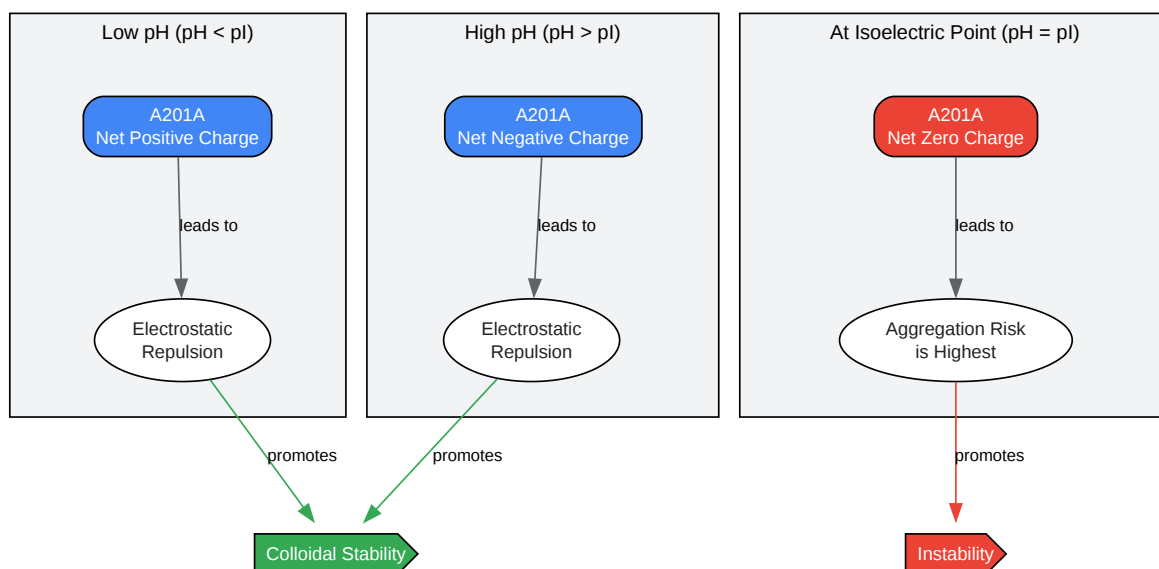 Low pH (pH < pI)
A201A
Net Positive Charge
leads to
Electrostatic
Repulsion
promotes
High pH (pH > pI)
A201A
Net Negative Charge
leads to
Electrostatic
Repulsion
promotes
Colloidal Stability
At Isoelectric Point (pH = pI)
A201A
Net Zero Charge
leads to
Aggregation Risk
is Highest
promotes
Instability